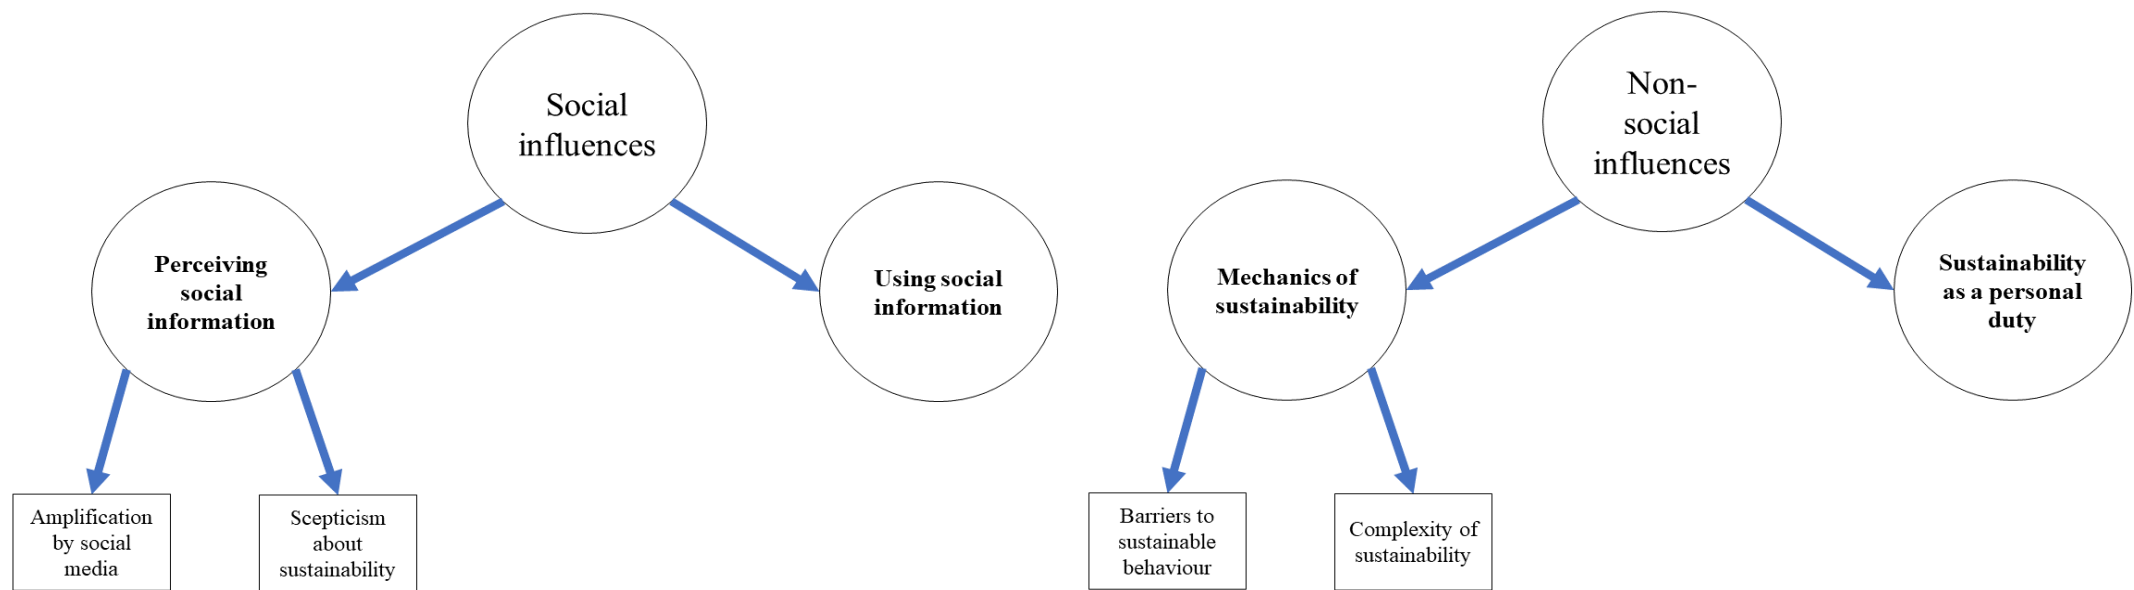 Social
influences
Perceiving
social
information
Using social
information
Amplification
by social
media
Scepticism
about
sustainability
Non-
social
influences
Mechanics of
sustainability
Sustainability
as a personal
duty
Barriers to
sustainable
behaviour
Complexity of
sustainability